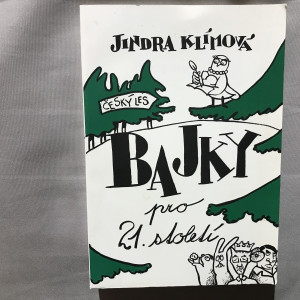 JINDRA KLÍMOVÁ
ČESKÝ LES
BAJKY
pro
21. století